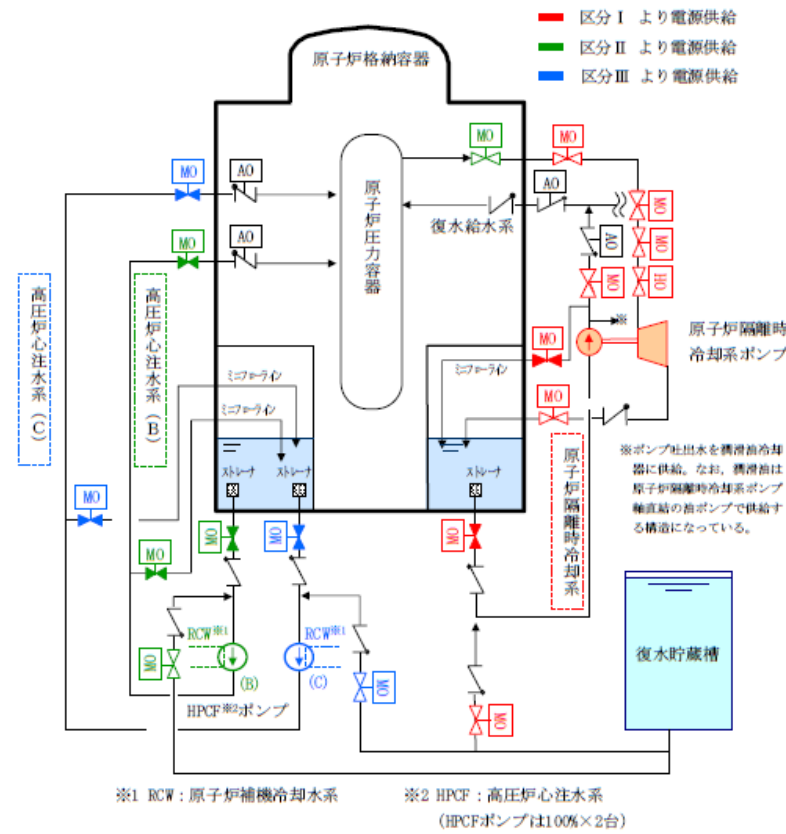 区分Ⅰ より電源供給
区分Ⅱ より電源供給
区分Ⅲ より電源供給
原子炉格納容器
MO
MO
MO
AO
AO
原子炉圧力容器
復水給水系
MO
AO
MO
AO
MO
MO
HO
※
高圧炉心注水系(C)
高圧炉心注水系(B)
原子炉隔離時
冷却系ポンプ
MO
ミニフローライン
ミニフローライン
ミニフローライン
MO
ストレーナ
ストレーナ
ストレーナ
原子炉隔離時冷却系
※ポンプ吐出水を潤滑油冷却
器に供給。なお、潤滑油は
原子炉隔離時冷却系ポンプ
軸直結の油ポンプで供給す
る構造になっている。
MO
MO
MO
MO
MO
RCW※1
RCW※1
復水貯蔵槽
MO
(B)
(C)
MO
HPCF※2ポンプ
MO
※1 RCW：原子炉補機冷却水系
※2 HPCF：高圧炉心注水系
(HPCFポンプは100%×2台)